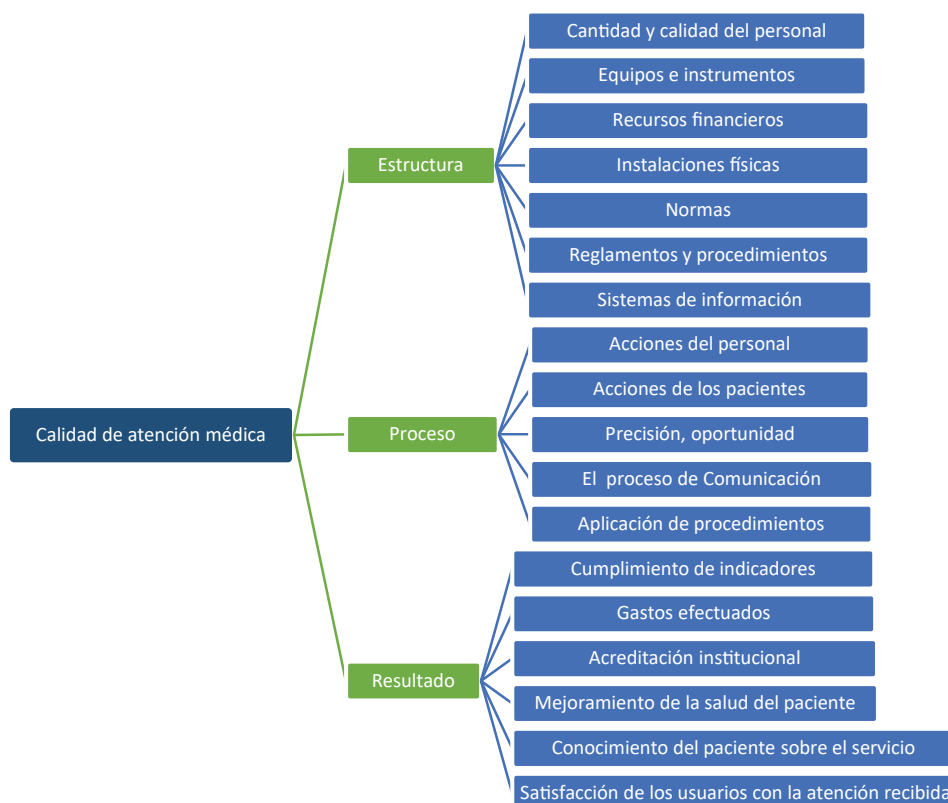 Calidad de atención médica
Estructura
Cantidad y calidad del personal
Equipos e instrumentos
Recursos financieros
Instalaciones físicas
Normas
Reglamentos y procedimientos
Sistemas de información
Proceso
Acciones del personal
Acciones de los pacientes
Precisión, oportunidad
El proceso de Comunicación
Aplicación de procedimientos
Resultado
Cumplimiento de indicadores
Gastos efectuados
Acreditación institucional
Mejoramiento de la salud del paciente
Conocimiento del paciente sobre el servicio
Satisfacción de los usuarios con la atención recibida